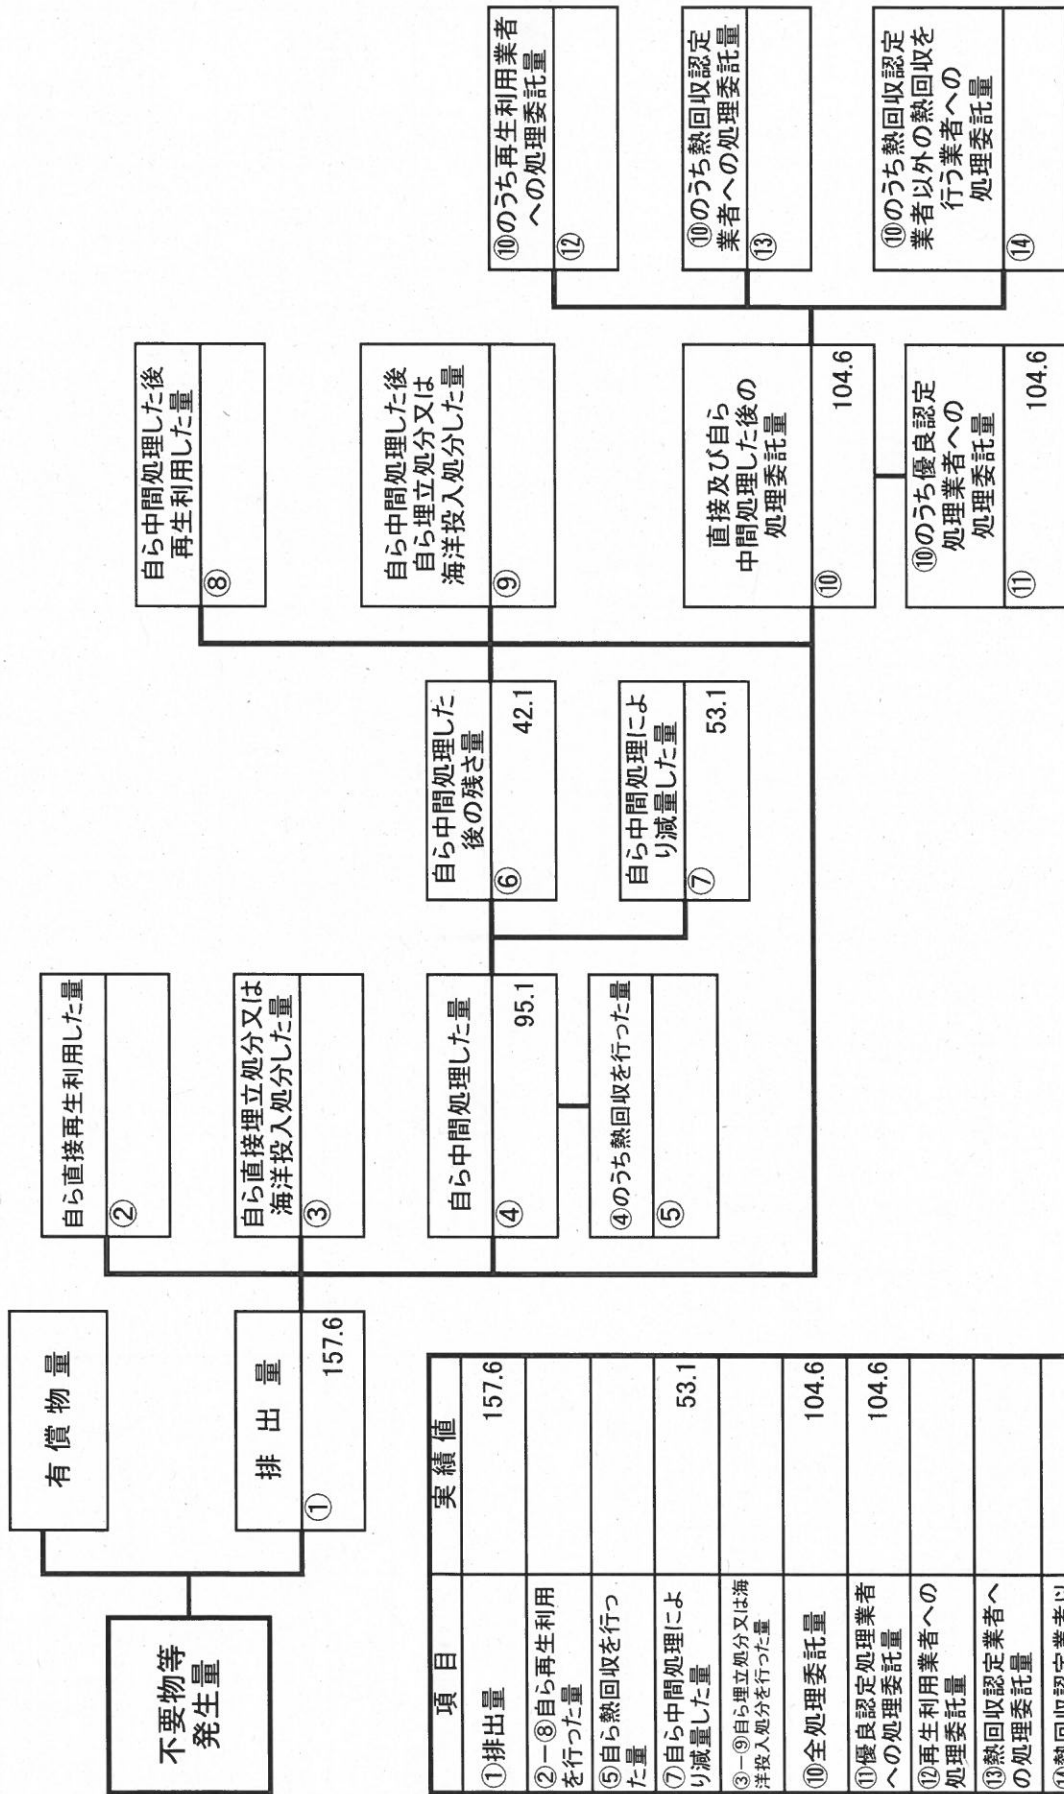 不要物等
発生量
有 償 物 量
排 出 量
①
157.6
自ら直接再生利用した量
②
自ら直接埋立処分又は
海洋投入処分した量
③
自ら中間処理した量
④
95.1
④のうち熱回収を行った量
⑤
自ら中間処理した
後の残さ量
⑥
42.1
自ら中間処理によ
り減量した量
⑦
53.1
自ら中間処理した後
再生利用した量
⑧
自ら中間処理した後
自ら埋立処分又は
海洋投入処分した量
⑨
直接及び自ら
中間処理した後の
処理委託量
⑩
104.6
⑩のうち優良認定
処理業者への
処理委託量
⑪
104.6
⑩のうち再生利用業者
への処理委託量
⑫
⑩のうち熱回収認定
業者への処理委託量
⑬
⑩のうち熱回収認定
業者以外の熱回収を
行う業者への
処理委託量
⑭
項 目
実 績 値
①排出量
157.6
②－⑧自ら再生利用
を行った量
⑤自ら熱回収を行っ
た量
⑦自ら中間処理によ
り減量した量
53.1
③－⑨自ら埋立処分又は海
洋投入処分を行った量
⑩全処理委託量
104.6
⑪優良認定処理業者
への処理委託量
104.6
⑫再生利用業者への
処理委託量
⑬熱回収認定業者へ
の処理委託量
⑭熱回収認定業者以